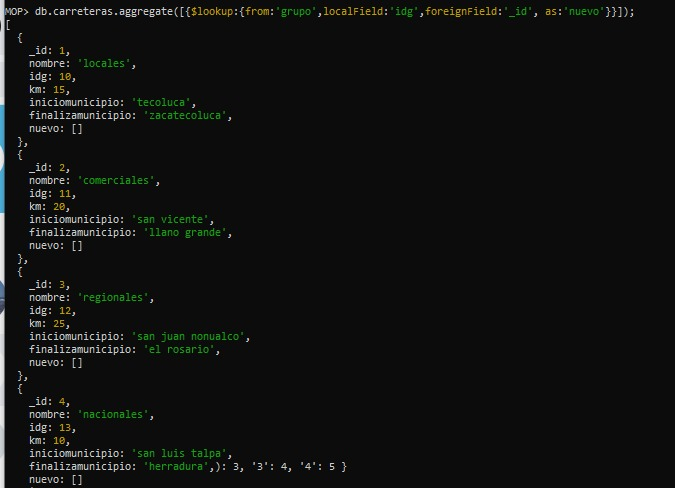 MOP> db.carreteras.aggregate([{$lookup:{from:'grupo',localField:'idg',foreignField:'_id', as:'nuevo'}}]);
[
{
_id: 1,
nombre: 'locales',
idg: 10,
km: 15,
iniciomunicipio: 'tecoluca',
finalizamunicipio: 'zacatecoluca',
nuevo: []
},
{
_id: 2,
nombre: 'comerciales',
idg: 11,
km: 20,
iniciomunicipio: 'san vicente',
finalizamunicipio: 'llano grande',
nuevo: []
},
{
_id: 3,
nombre: 'regionales',
idg: 12,
km: 25,
iniciomunicipio: 'san juan nonualco',
finalizamunicipio: 'el rosario',
nuevo: []
},
{
_id: 4,
nombre: 'nacionales',
idg: 13,
km: 10,
iniciomunicipio: 'san luis talpa',
finalizamunicipio: 'herradura',): 3, '3': 4, '4': 5 }
nuevo: []